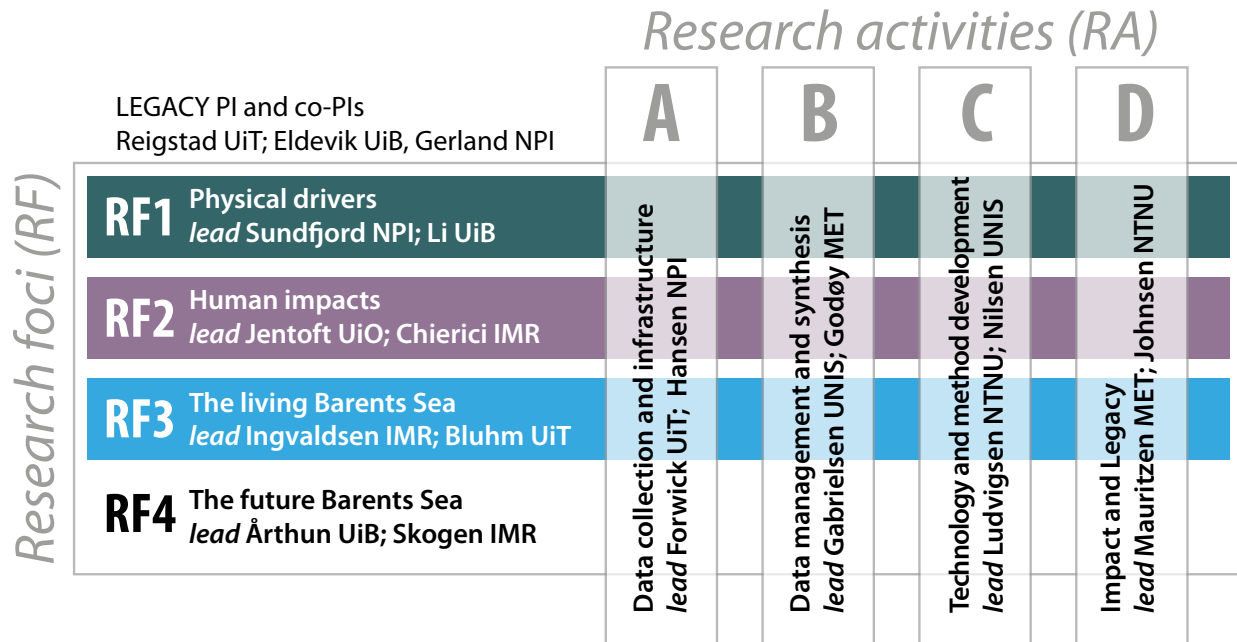 Research activities (RA)
A
B
C
D
LEGACY PI and co-PIs
Reigstad UiT; Eldevik UiB, Gerland NPI
Research foci (RF)
RF1
Physical drivers
lead Sundfjord NPI; Li UiB
RF2
Human impacts
lead Jentoft UiO; Chierici IMR
RF3
The living Barents Sea
lead Ingvaldsen IMR; Bluhm UiT
RF4
The future Barents Sea
lead Årthun UiB; Skogen IMR
Data collection and infrastructure
lead Forwick UiT; Hansen NPI
Data management and synthesis
lead Gabrielsen UNIS; Godøy MET
Technology and method development
lead Ludvigsen NTNU; Nilsen UNIS
Impact and Legacy
lead Mauritzen MET; Johnsen NTNU